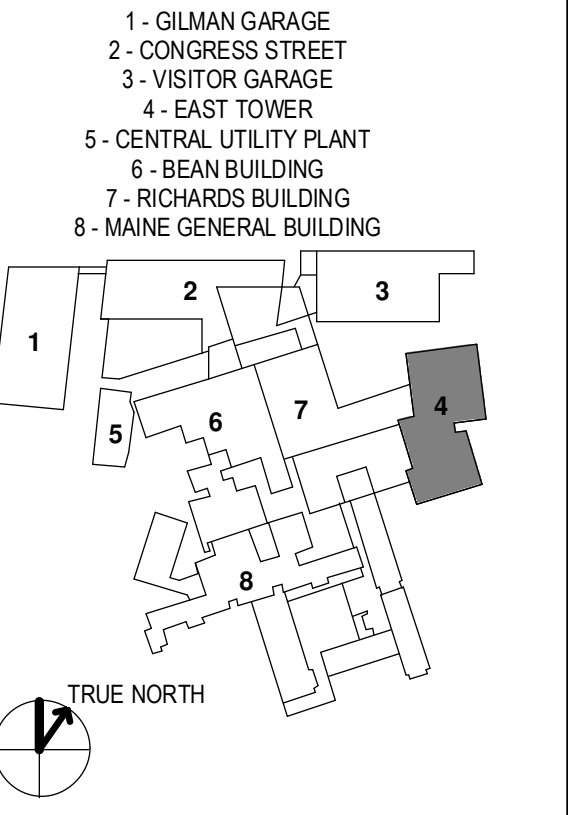 1 - GILMAN GARAGE
2 - CONGRESS STREET
3 - VISITOR GARAGE
4 - EAST TOWER
5 - CENTRAL UTILITY PLANT
6 - BEAN BUILDING
7 - RICHARDS BUILDING
8 - MAINE GENERAL BUILDING
2
3
1
4
7
6
5
8
TRUE NORTH